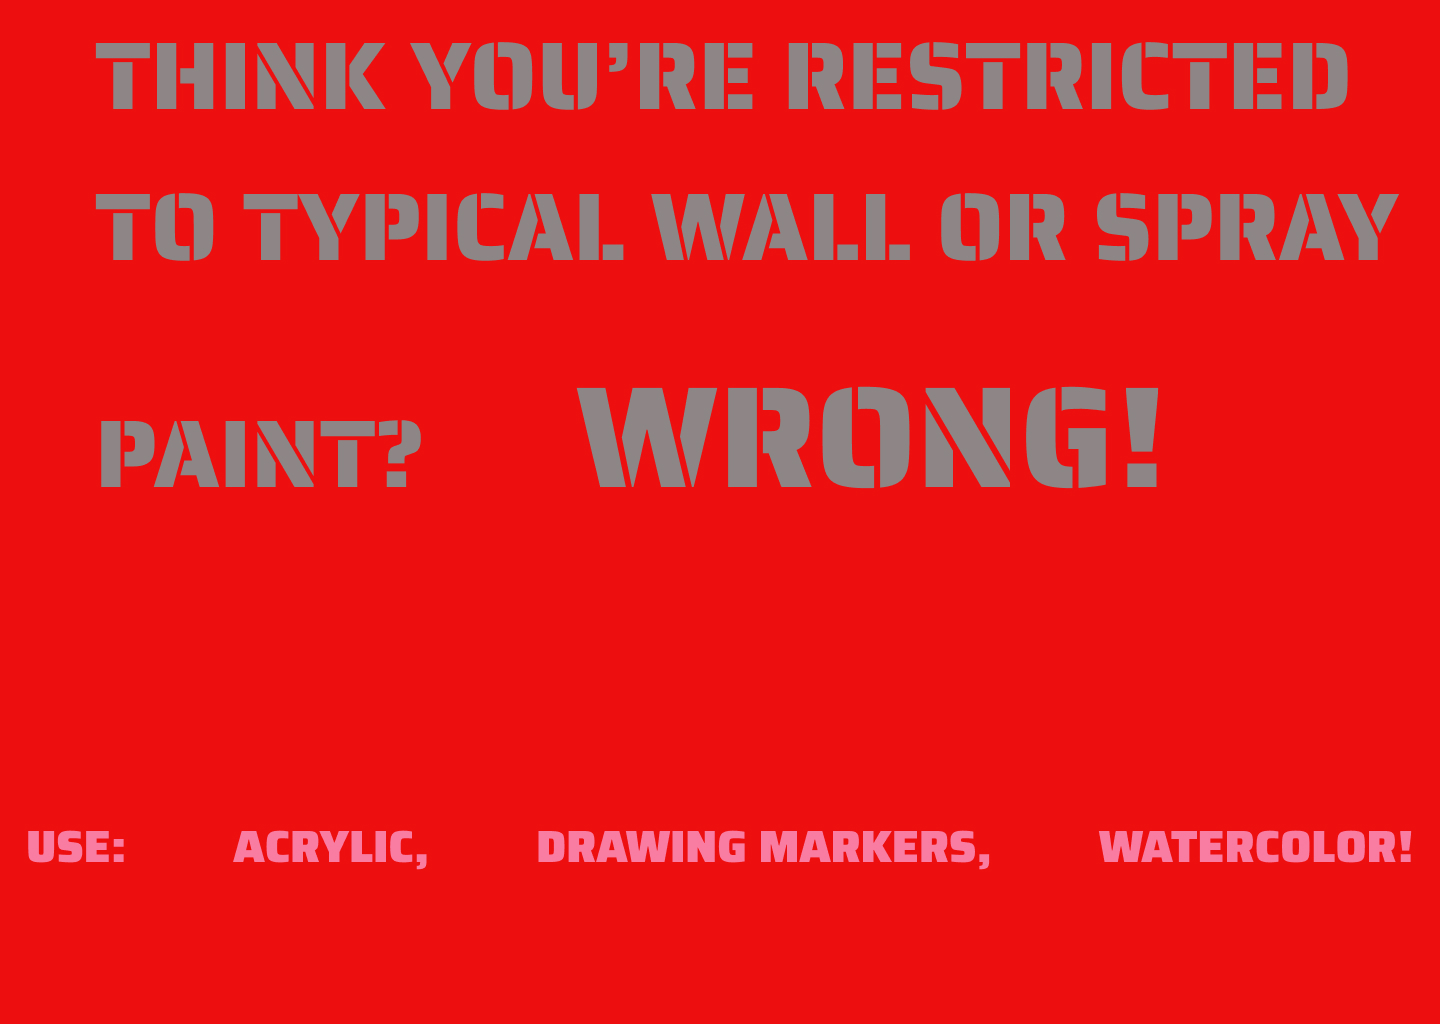 THINK YOU’RE RESTRICTED
TO TYPICAL WALL OR SPRAY
PAINT? WRONG!
USE: ACRYLIC, DRAWING MARKERS, WATERCOLOR!